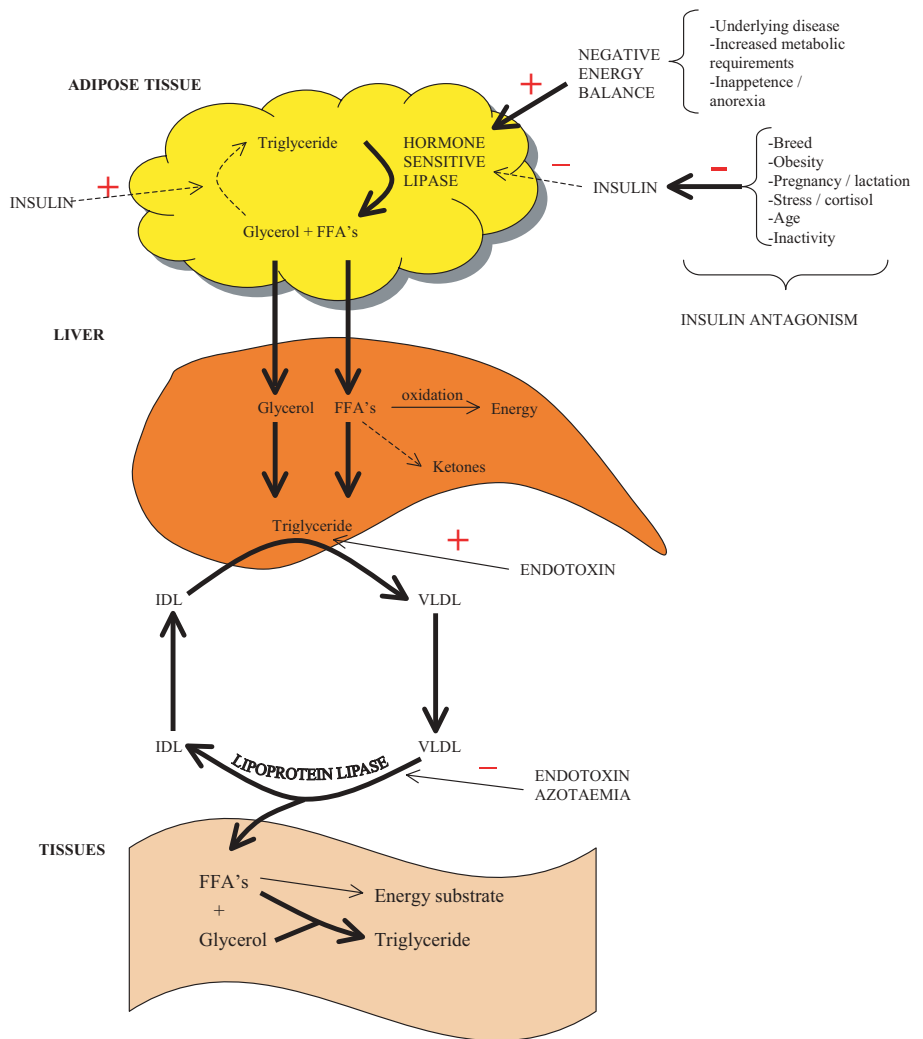 -Underlying disease
-Increased metabolic
requirements
-Inappetence /
anorexia
NEGATIVE
ENERGY
BALANCE
ADIPOSE TISSUE
+
Triglyceride
HORMONE
SENSITIVE
LIPASE
-Breed
-Obesity
-Pregnancy / lactation
-Stress / cortisol
-Age
-Inactivity
–
–
INSULIN
+
INSULIN
Glycerol + FFA's
INSULIN ANTAGONISM
LIVER
Glycerol
FFA's
oxidation
Energy
Ketones
Triglyceride
+
ENDOTOXIN
IDL
VLDL
IDL
VLDL
LIPOPROTEIN LIPASE
–
ENDOTOXIN
AZOTAEMIA
TISSUES
FFA's
+
Glycerol
Energy substrate
Triglyceride